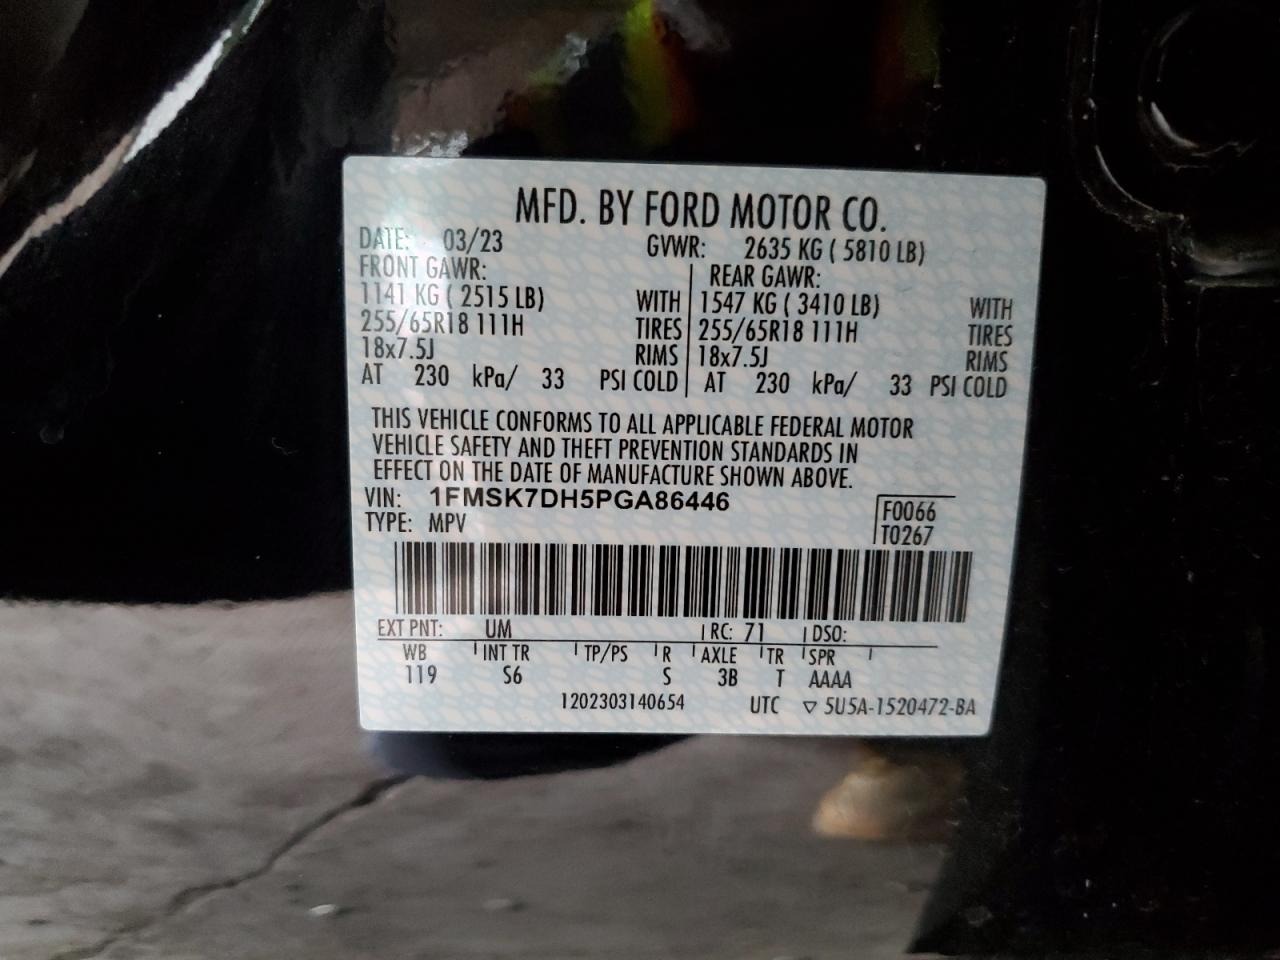 MFD. BY FORD MOTOR CO.
DATE: 03/23 GVWR: 2635 KG ( 5810 LB)
FRONT GAWR: REAR GAWR:
1141 KG ( 2515 LB) WITH 1547 KG ( 3410 LB) WITH
255/65R18 111H TIRES 255/65R18 111H TIRES
18x7.5J RIMS 18x7.5J RIMS
AT 230 kPa/ 33 PSI COLD AT 230 kPa/ 33 PSI COLD
THIS VEHICLE CONFORMS TO ALL APPLICABLE FEDERAL MOTOR
VEHICLE SAFETY AND THEFT PREVENTION STANDARDS IN
EFFECT ON THE DATE OF MANUFACTURE SHOWN ABOVE.
VIN: 1FMSK7DH5PGA86446 F0066
TYPE: MPV T0267
EXT PNT: UM RC: 71 DSO:
WB INT TR TP/PS R AXLE TR SPR
119 S6 S 3B T AAAA
1202303140654 UTC ▽ 5U5A-1520472-BA